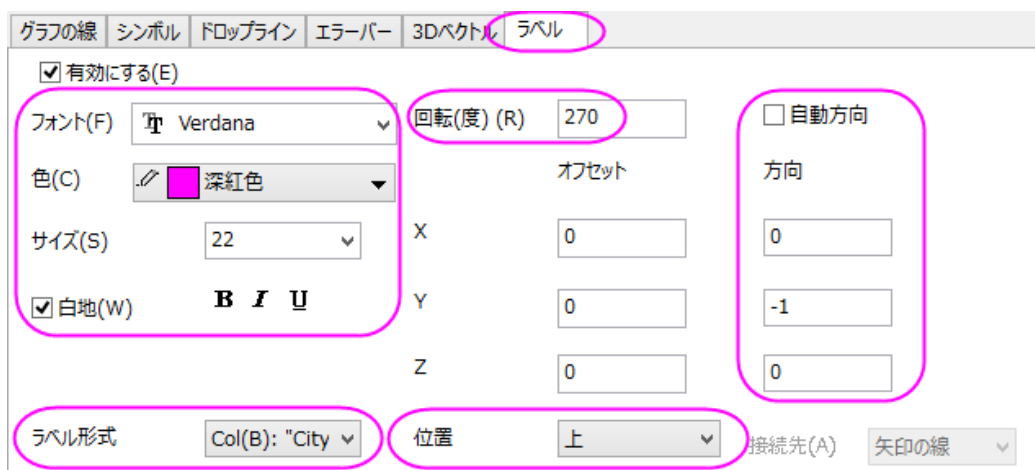 グラフの線 シンボル ドロップライン エラーバー 3Dベクトル ラベル
有効にする(E)
フォント(F) Verdana 回転(度) (R) 270 自動方向
色(C) 深紅色 オフセット 方向
サイズ(S) 22 X 0 0
白地(W) B I U Y 0 -1
Z 0 0
ラベル形式 Col(B): "City 位置 上 接続先(A) 矢印の線